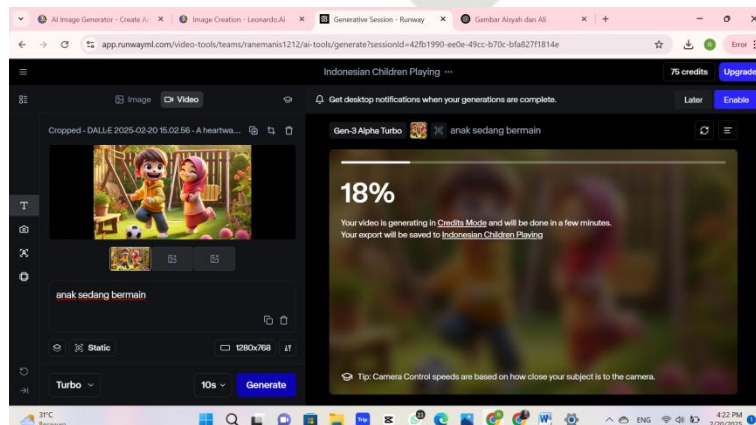 AI Image Generator - Create Ar
Image Creation - Leonardo.Ai
Generative Session - Runway
Gambar Aisyah dan Ali
app.runwayml.com/video-tools/teams/ranemanis1212/ai-tools/generate?sessionId=42fb1990-ee0e-49cc-b70c-bfa827f1814e
Error
Indonesian Children Playing ...
75 credits
Upgrade
Image
Video
Get desktop notifications when your generations are complete.
Later
Enable
Cropped - DALL·E 2025-02-20 15.02.56 - A heartwa...
Gen-3 Alpha Turbo
anak sedang bermain
18%
Your video is generating in Credits Mode and will be done in a few minutes.
Your export will be saved to Indonesian Children Playing
anak sedang bermain
Static
1280x768
Turbo
10s
Generate
Tip: Camera Control speeds are based on how close your subject is to the camera.
31°C
Berawan
ENG
4:22 PM
2/20/2025